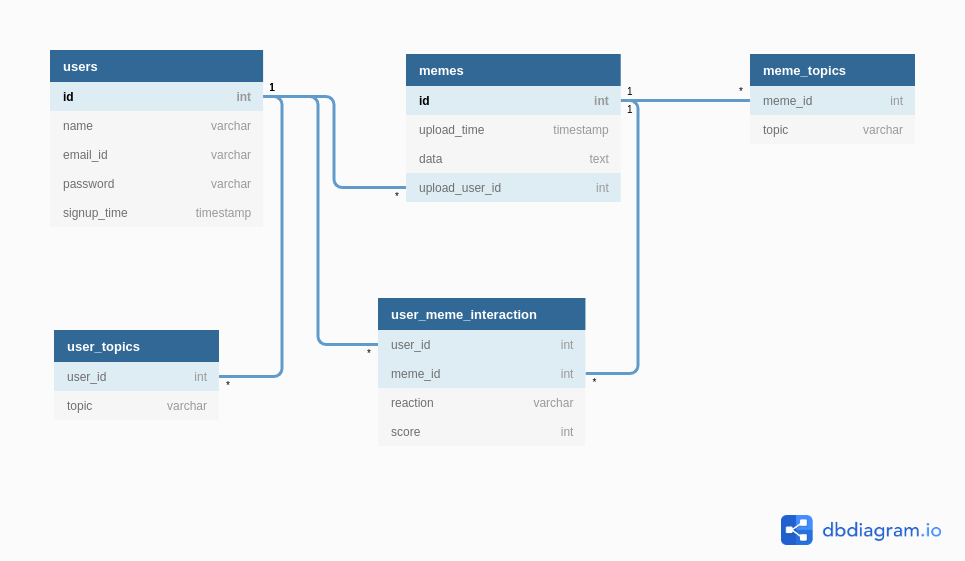 users
id int
name varchar
email_id varchar
password varchar
signup_time timestamp
1
memes
id int
upload_time timestamp
data text
upload_user_id int
*
1
1
meme_topics
meme_id int
topic varchar
*
user_topics
user_id int
topic varchar
*
user_meme_interaction
user_id int
meme_id int
reaction varchar
score int
*
*
dbdiagram.io